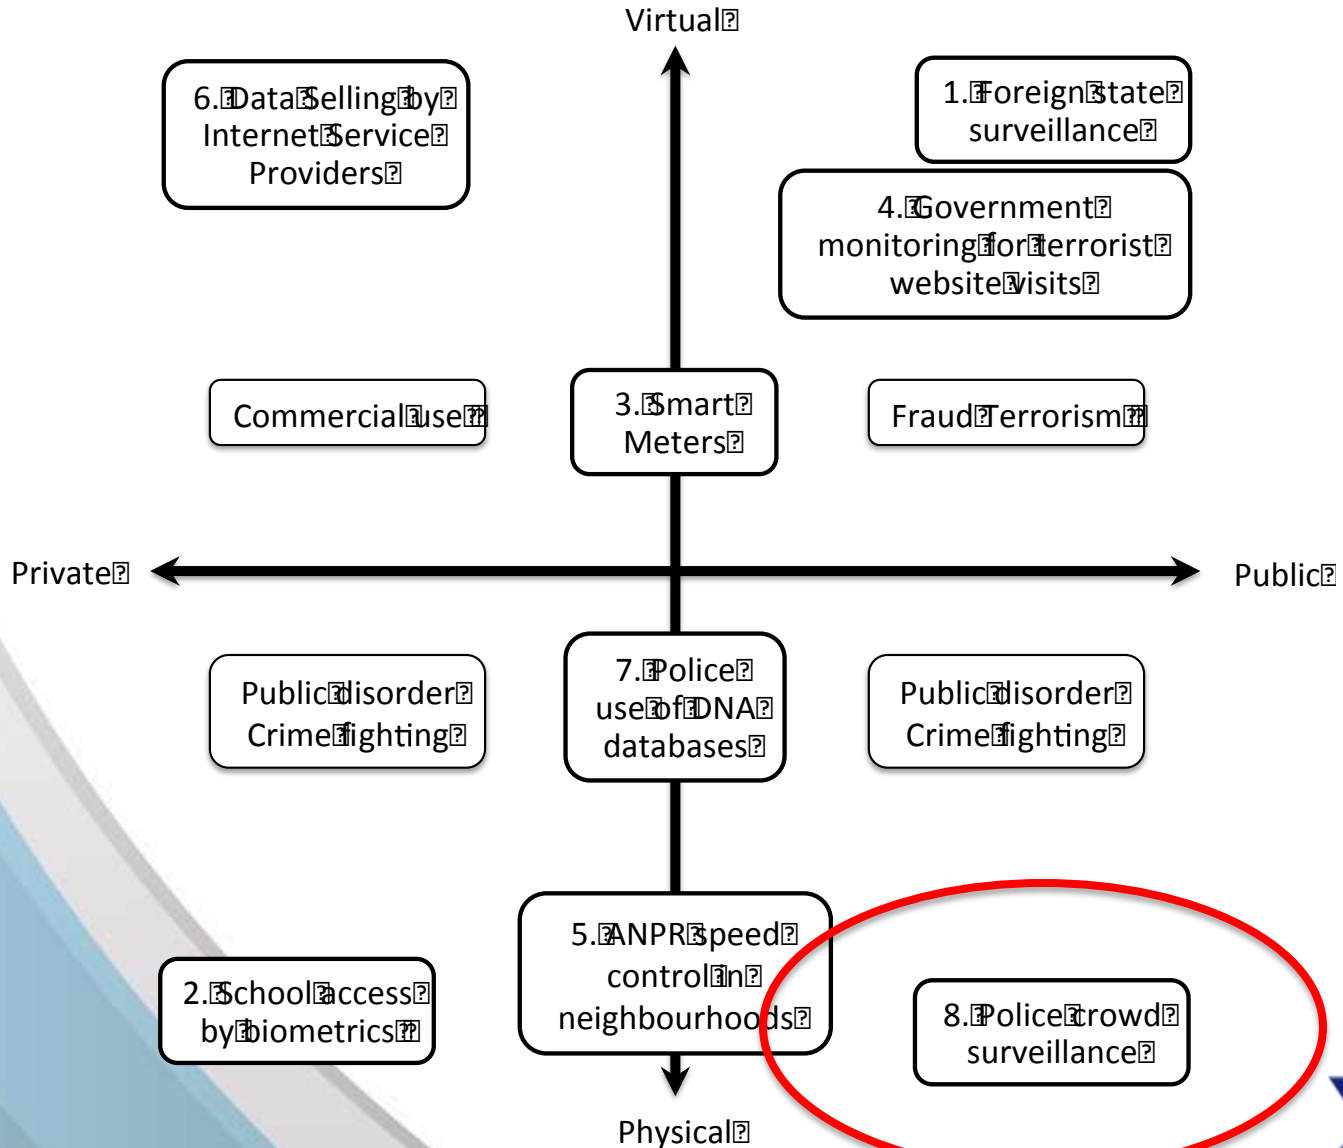 Virtual
6. Data Selling by
Internet Service
Providers
1. Foreign state
surveillance
4. Government
monitoring for terrorist
website visits
Commercial use
3. Smart
Meters
Fraud Terrorism
Private
Public
Public disorder
Crime fighting
7. Police
use of DNA
databases
Public disorder
Crime fighting
5. ANPR speed
control in
neighbourhoods
2. School access
by biometrics
8. Police crowd
surveillance
Physical